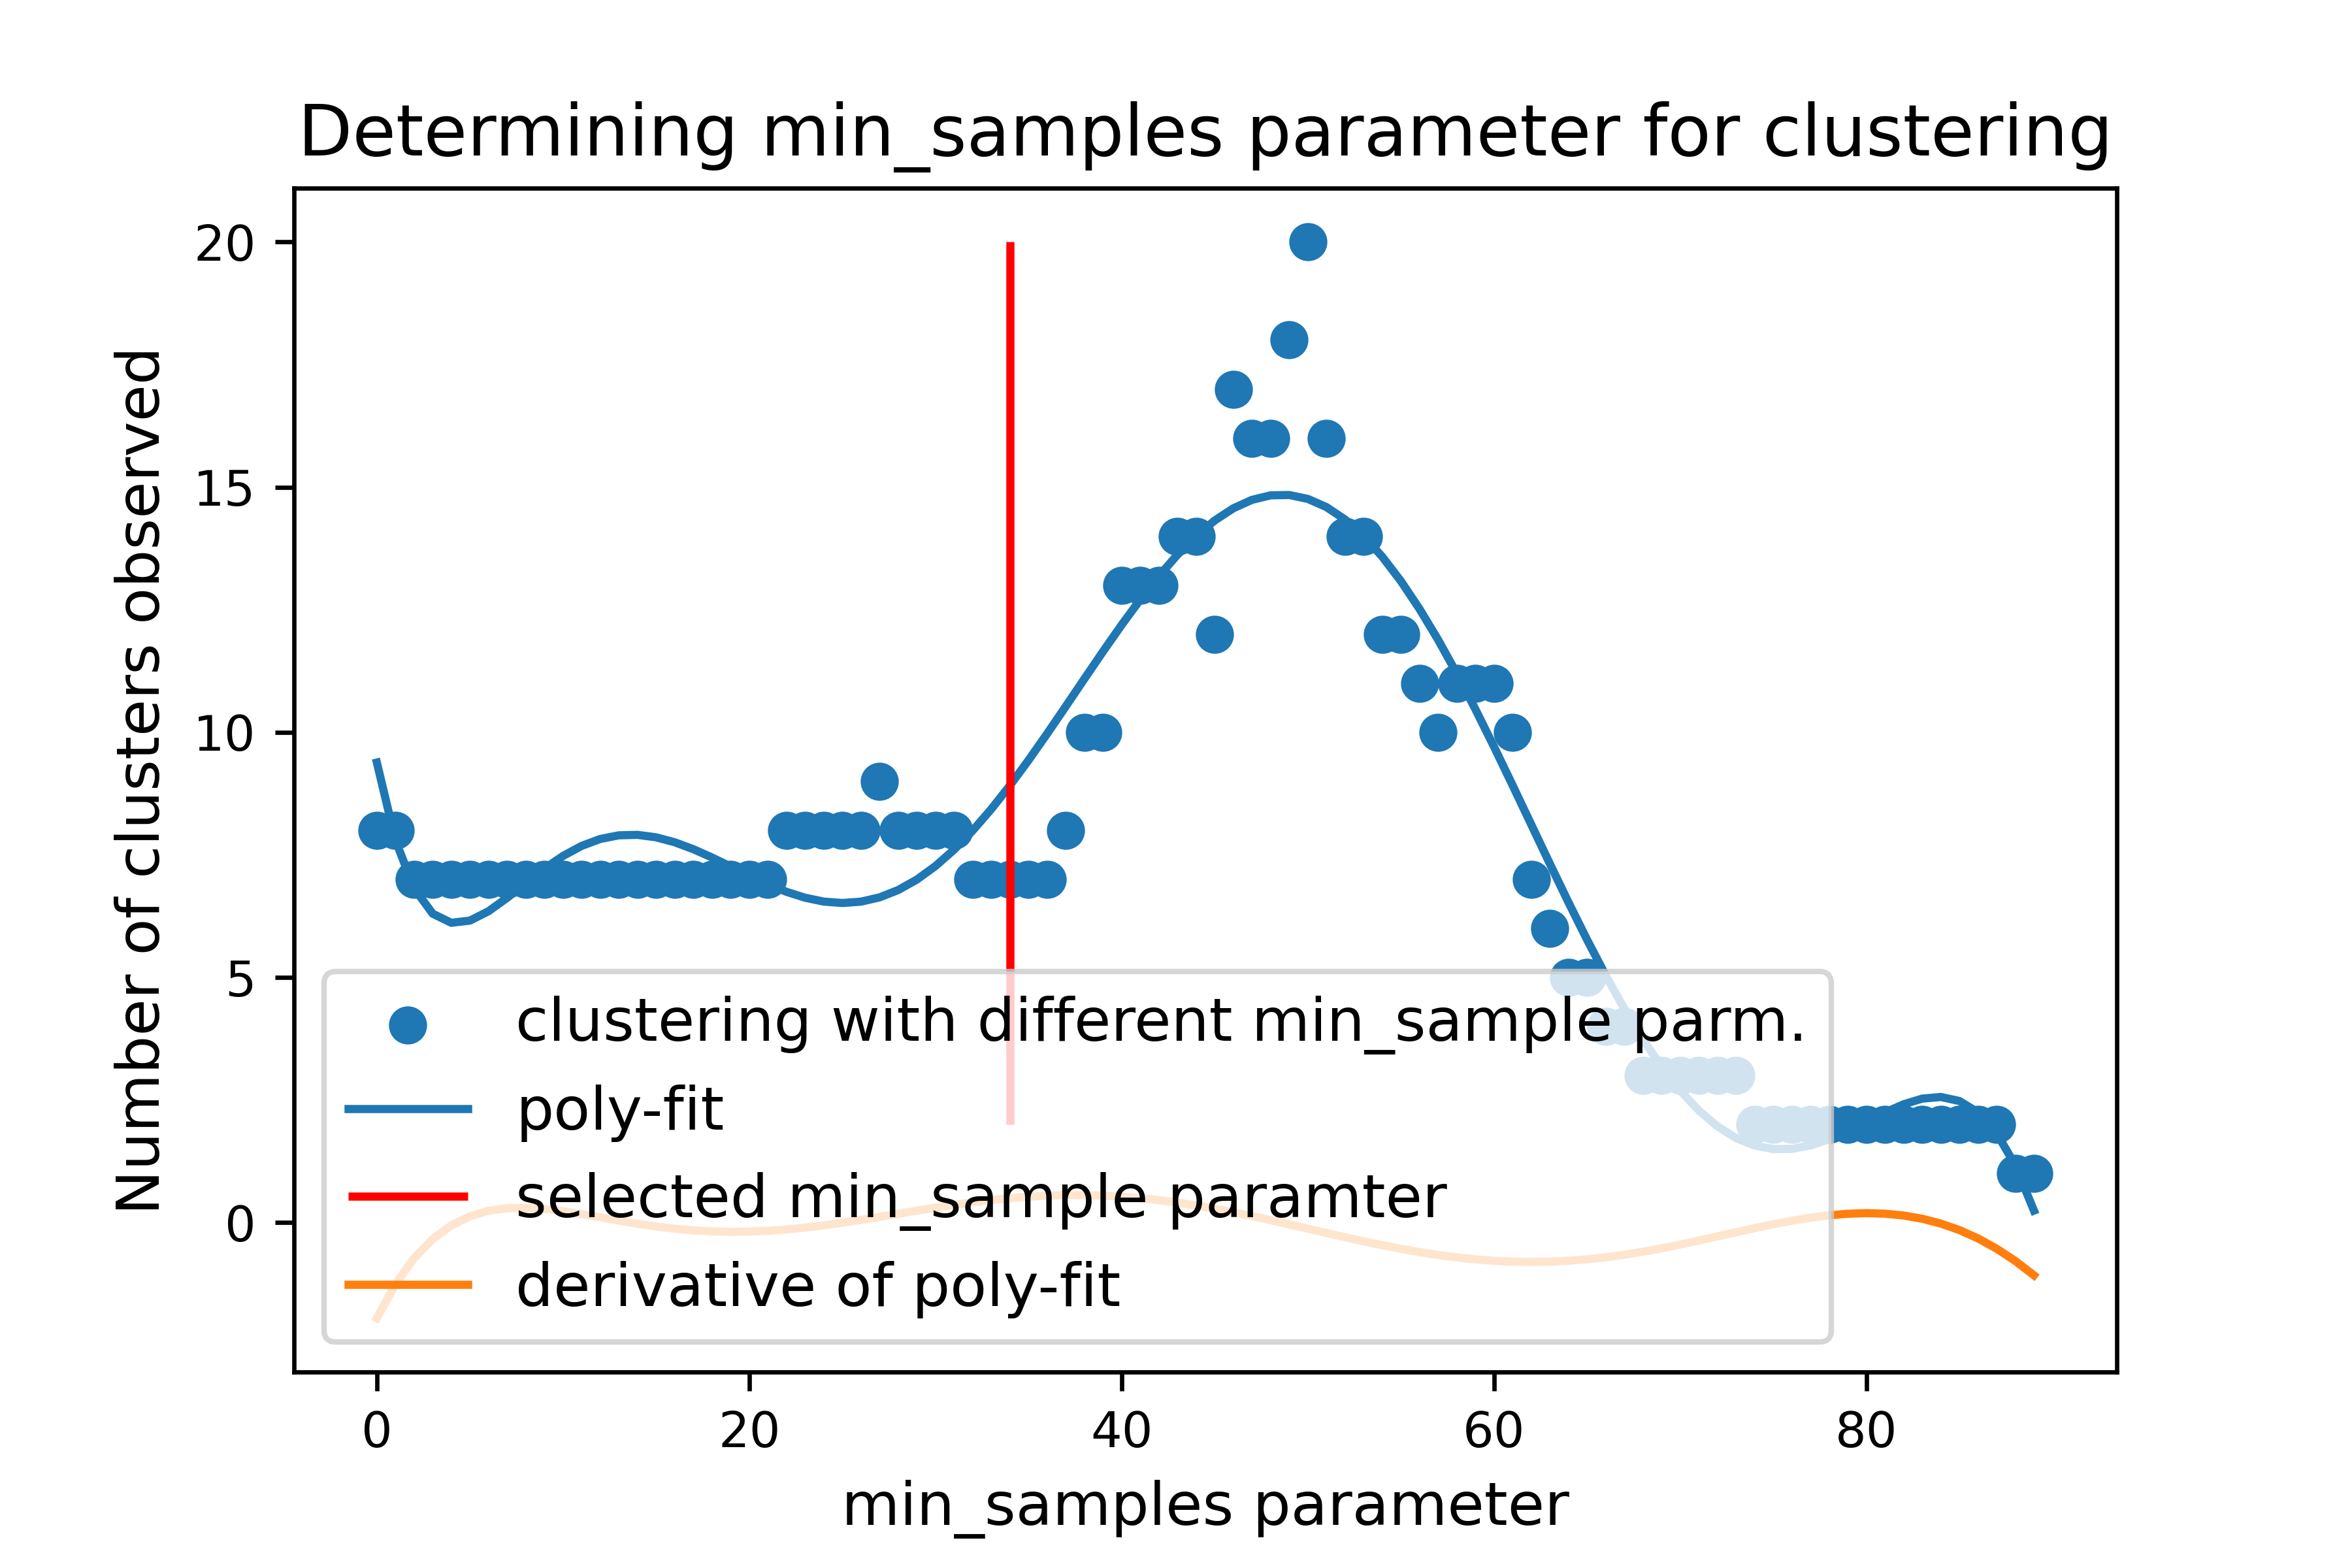 Determining min_samples parameter for clustering
Number of clusters observed
20
15
10
5
0
clustering with different min_sample parm.
poly-fit
selected min_sample paramter
derivative of poly-fit
0 20 40 60 80
min_samples parameter